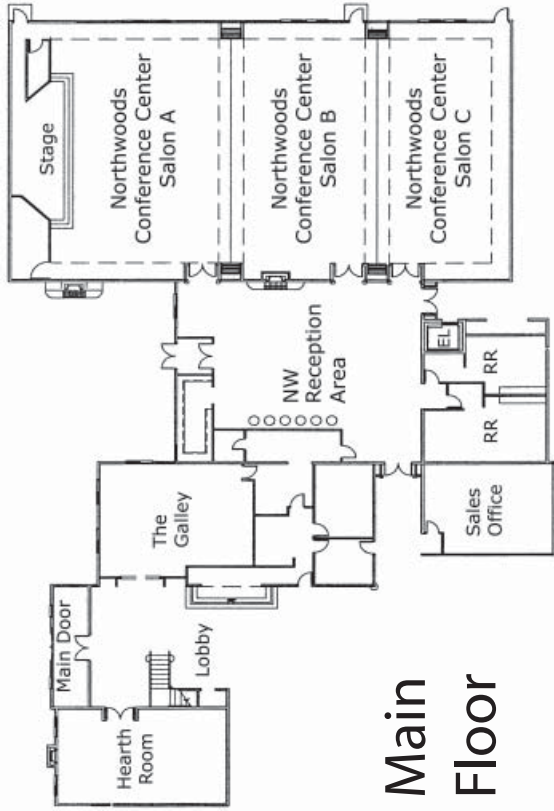 Stage
Northwoods
Conference Center
Salon A
Northwoods
Conference Center
Salon B
Northwoods
Conference Center
Salon C
NW
Reception
Area
EL
RR
RR
The
Galley
Sales
Office
Main Door
Lobby
Hearth
Room
Main
Floor